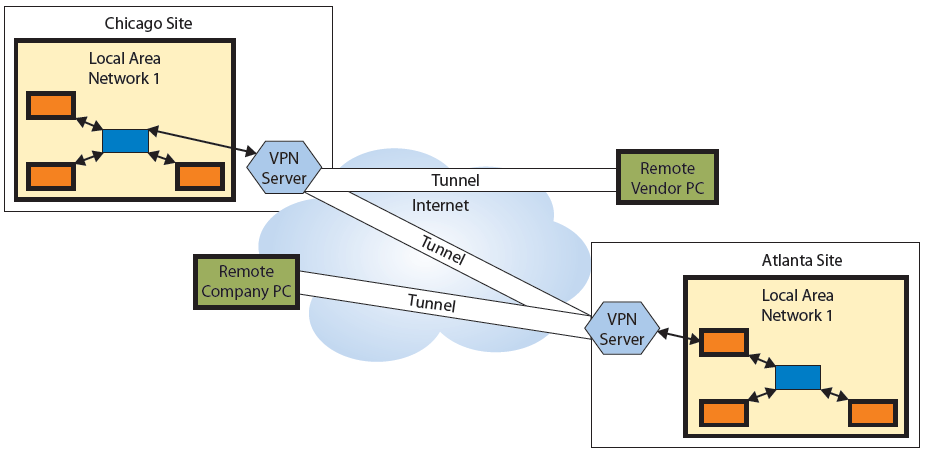 Chicago Site
Local Area
Network 1
VPN
Server
Tunnel
Remote
Vendor PC
Internet
Tunnel
Remote
Company PC
Tunnel
Atlanta Site
Local Area
Network 1
VPN
Server